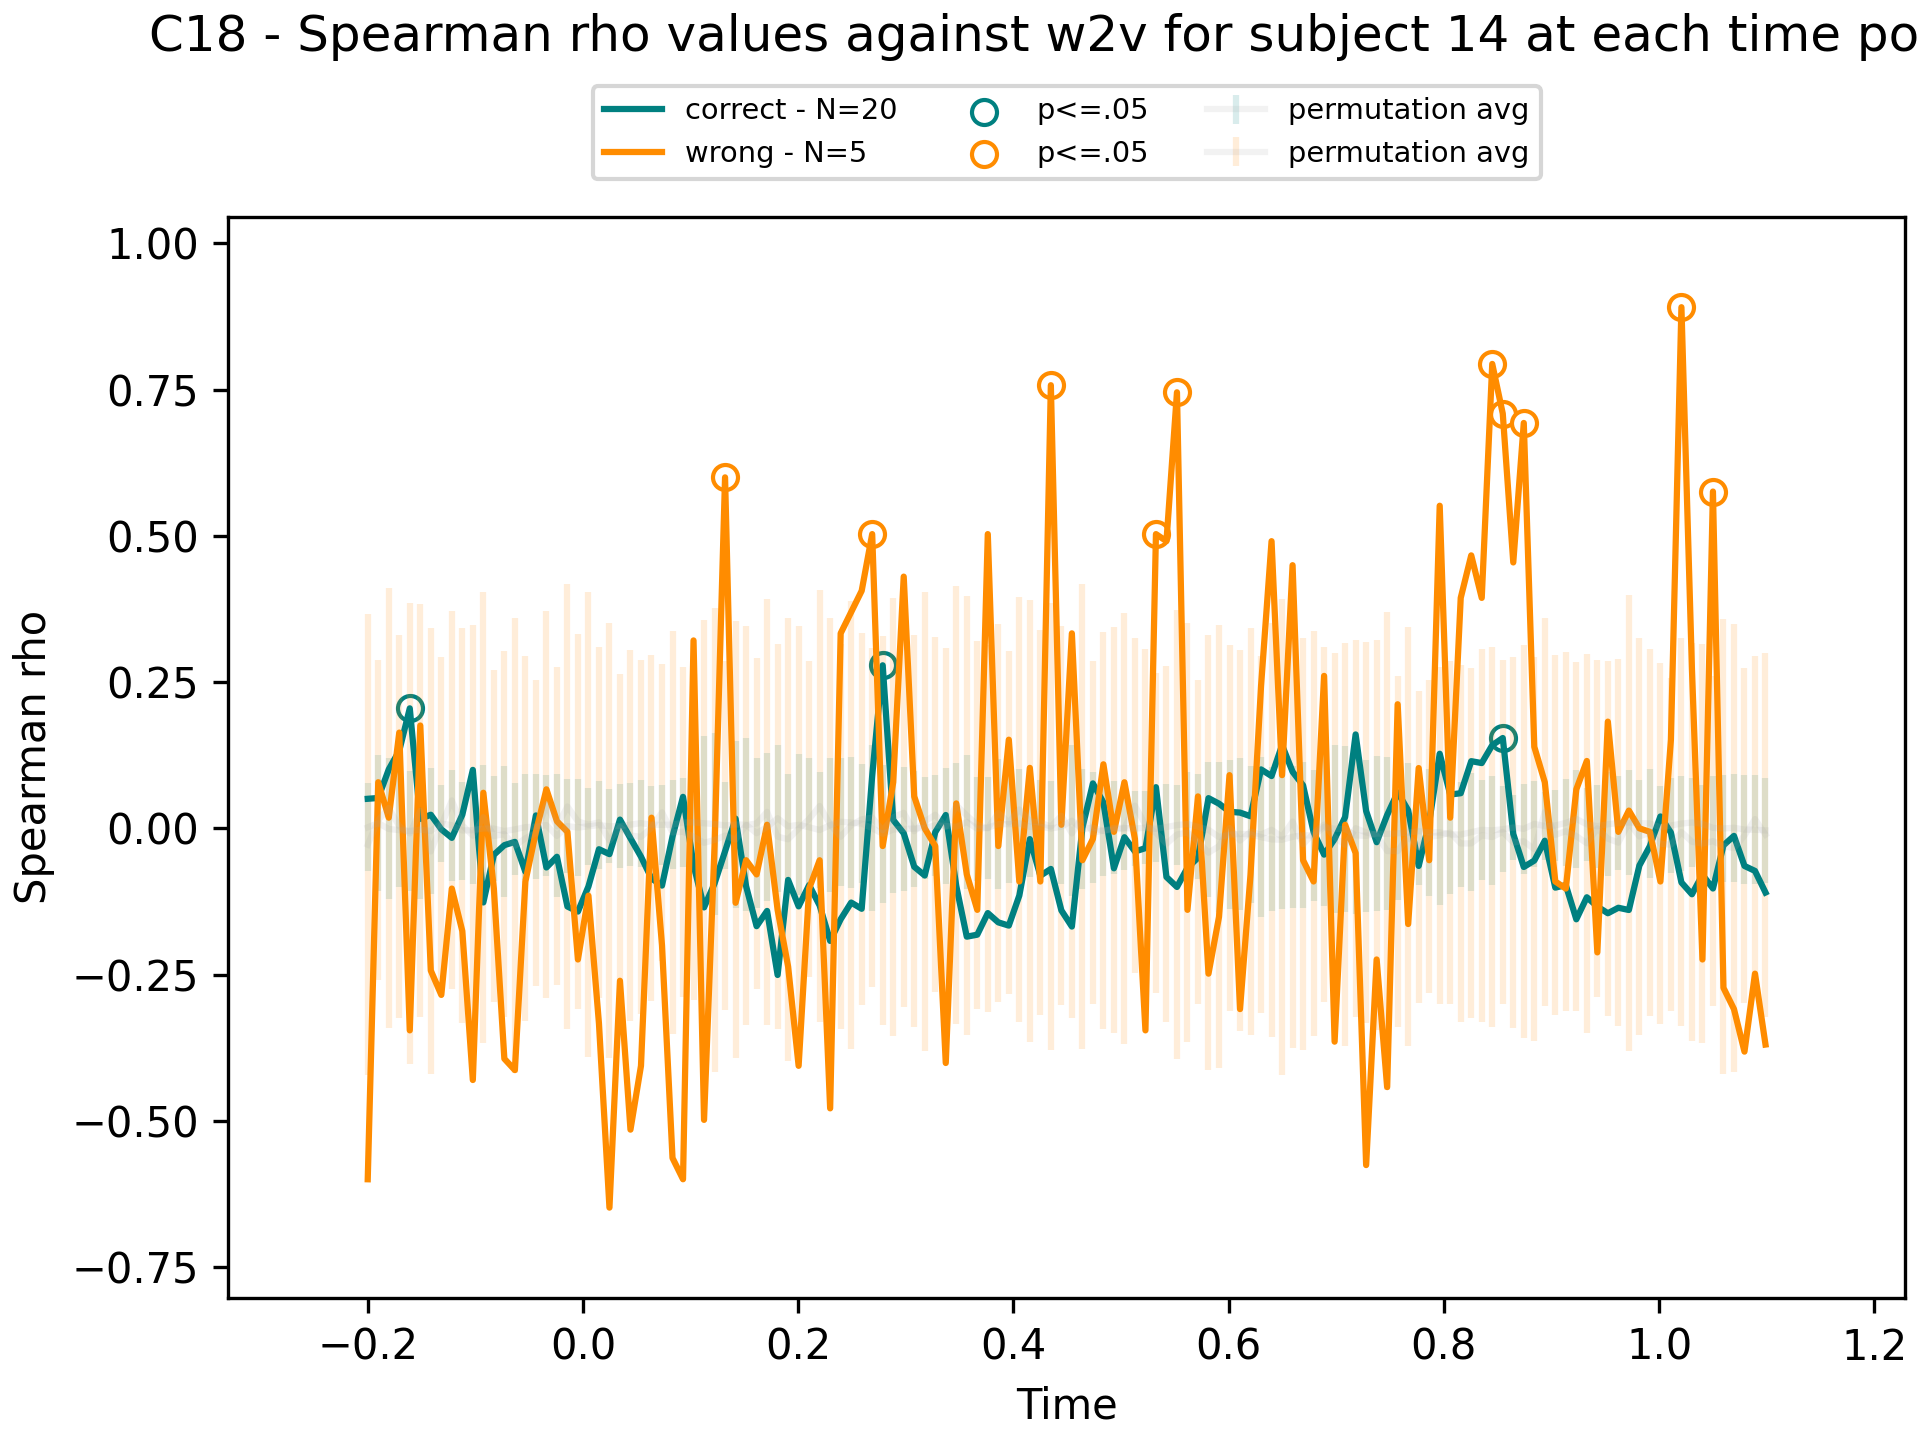 C18 - Spearman rho values against w2v for subject 14 at each time po
correct - N=20
wrong - N=5
p<=.05
p<=.05
permutation avg
permutation avg
1.00
0.75
0.50
0.25
0.00
−0.25
−0.50
−0.75
Spearman rho
−0.2
0.0
0.2
0.4
0.6
0.8
1.0
1.2
Time